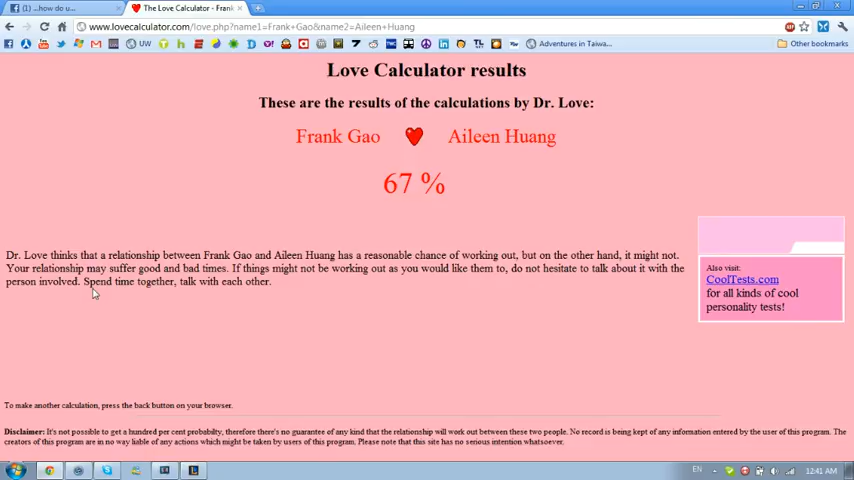 (1) ...how do u...
The Love Calculator - Frank
www.lovecalculator.com/love.php?name1=Frank+Gao&name2=Aileen+Huang
UW
Adventures in Taiwa...
Other bookmarks
Love Calculator results
These are the results of the calculations by Dr. Love:
Frank Gao Aileen Huang
67 %
Dr. Love thinks that a relationship between Frank Gao and Aileen Huang has a reasonable chance of working out, but on the other hand, it might not.
Your relationship may suffer good and bad times. If things might not be working out as you would like them to, do not hesitate to talk about it with the
person involved. Spend time together, talk with each other.
Also visit:
CoolTests.com
for all kinds of cool
personality tests!
To make another calculation, press the back button on your browser.
Disclaimer: It's not possible to get a hundred per cent probabilty, therefore there's no guarantee of any kind that the relationship will work out between these two people. No record is being kept of any information entered by the user of this program. The
creators of this program are in no way liable of any actions which might be taken by users of this program, Please note that this site has no serious intention whatsoever.
EN
12:41 AM